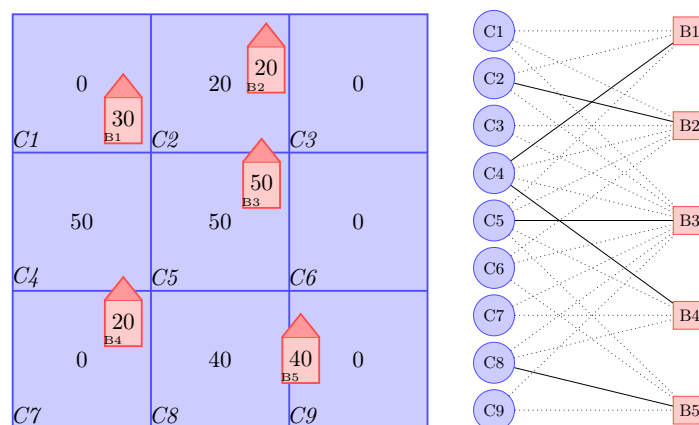 0 20 20 0
30 B2
B1
C1 C2 C3
50
50 50 0
B3
C4 C5 C6
20
B4
0 40 40 0
B5
C7 C8 C9
C1 B1
C2
C3 B2
C4
C5 B3
C6
C7 B4
C8
C9 B5